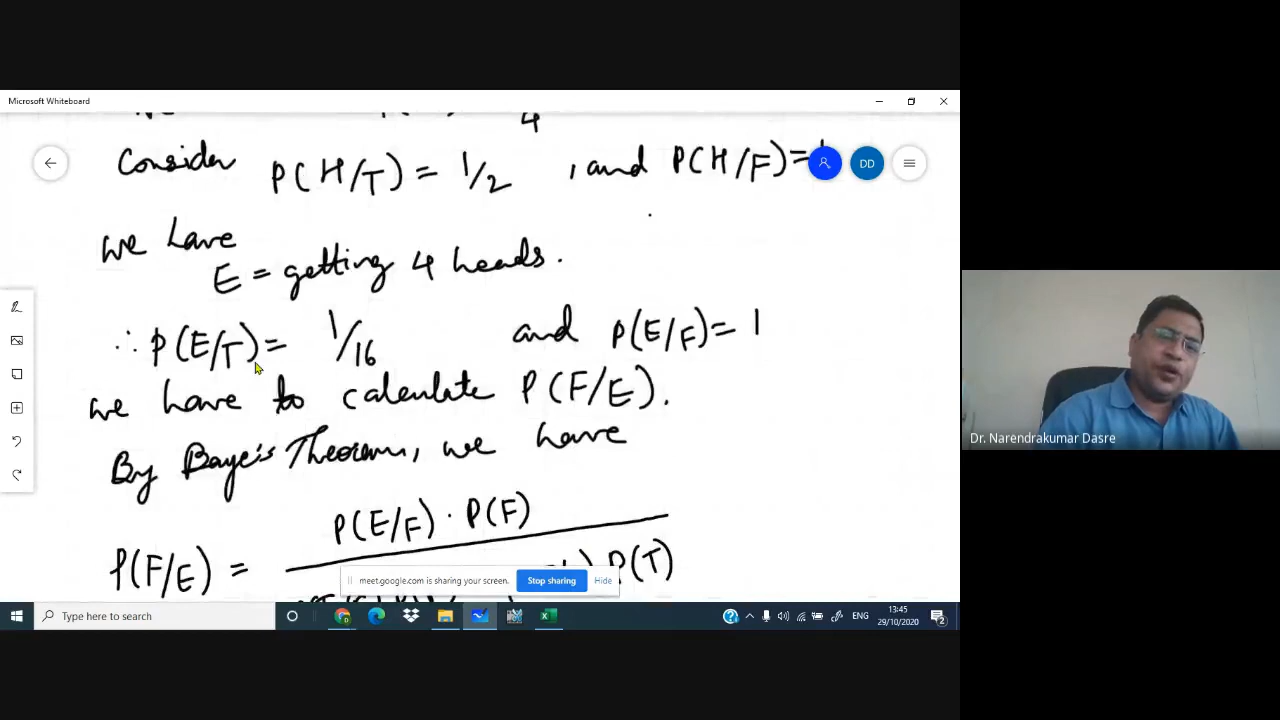 Microsoft Whiteboard
4
Consider P(H/T) = 1/2 , and P(H/F)=
DD
we have
E = getting 4 heads.
∴ P(E/T) = 1/16 and P(E/F) = 1
we have to calculate P(F/E).
By Baye's Theorem, we have
P(E/F) · P(F)
P(F/E) =
P(T)
meet.google.com is sharing your screen. Stop sharing Hide
Dr. Narendrakumar Dasre
Type here to search
ENG
13:45
29/10/2020
2